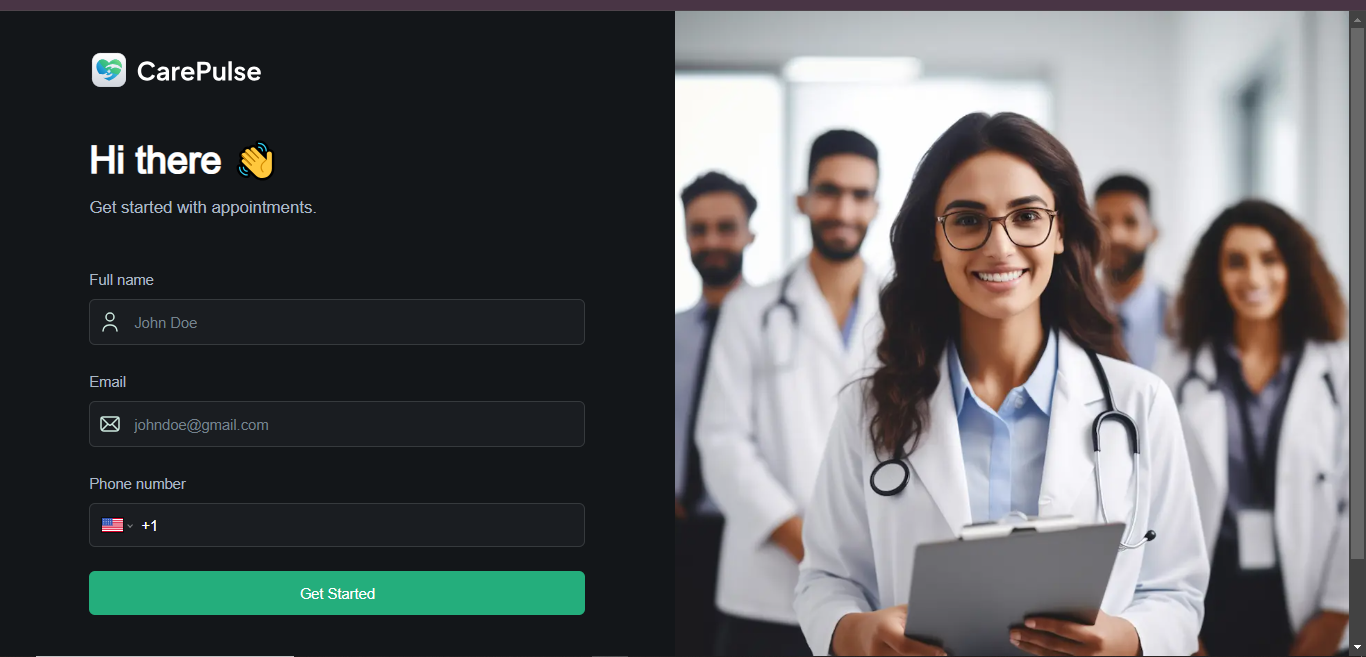 CarePulse
Hi there 👋
Get started with appointments.
Full name
John Doe
Email
johndoe@gmail.com
Phone number
+1
Get Started